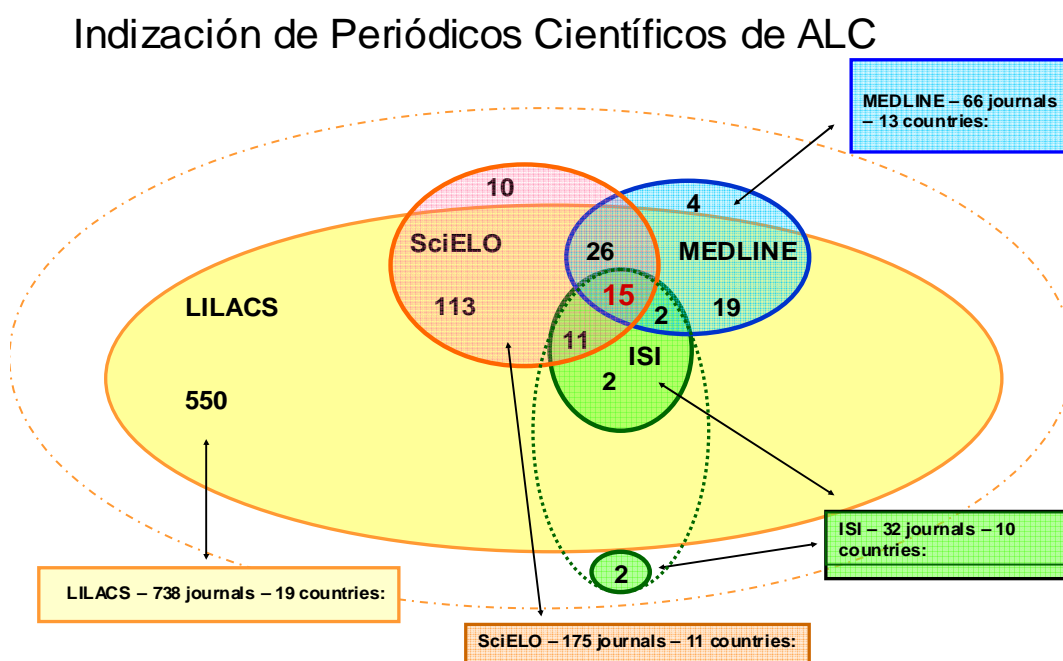 Indización de Periódicos Científicos de ALC
MEDLINE – 66 journals
– 13 countries:
10
4
SciELO
26
MEDLINE
LILACS
113
15
2
19
11
ISI
2
550
ISI – 32 journals – 10
countries:
2
LILACS – 738 journals – 19 countries:
SciELO – 175 journals – 11 countries: